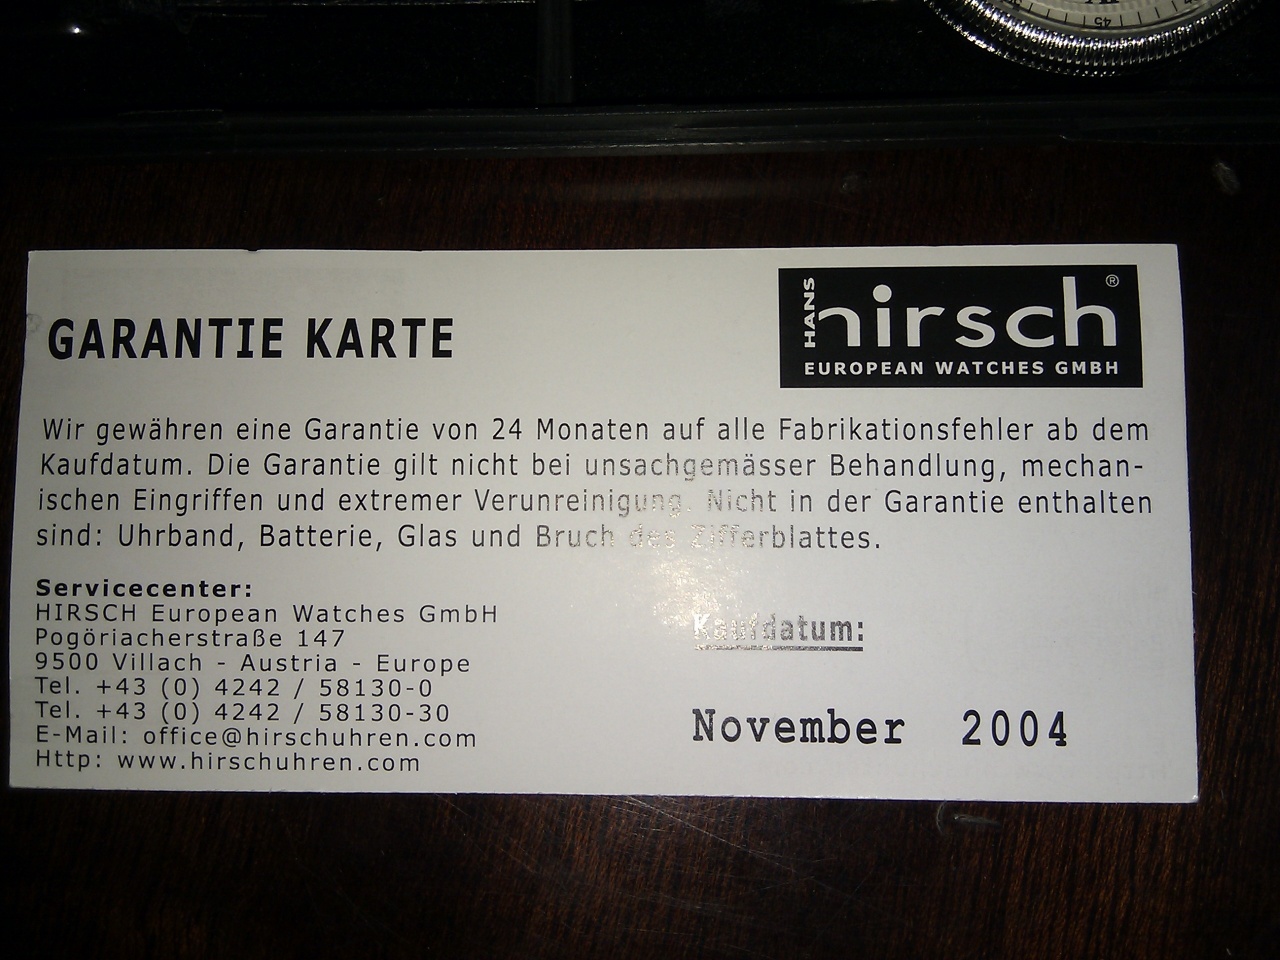 GARANTIE KARTE
HANS
hirsch®
EUROPEAN WATCHES GMBH
Wir gewähren eine Garantie von 24 Monaten auf alle Fabrikationsfehler ab dem
Kaufdatum. Die Garantie gilt nicht bei unsachgemässer Behandlung, mechan-
ischen Eingriffen und extremer Verunreinigung. Nicht in der Garantie enthalten
sind: Uhrband, Batterie, Glas und Bruch des Zifferblattes.
Servicecenter:
HIRSCH European Watches GmbH
Pogöriacherstraße 147
9500 Villach - Austria - Europe
Tel. +43 (0) 4242 / 58130-0
Tel. +43 (0) 4242 / 58130-30
E-Mail: office@hirschuhren.com
Http: www.hirschuhren.com
Kaufdatum:
November 2004
45